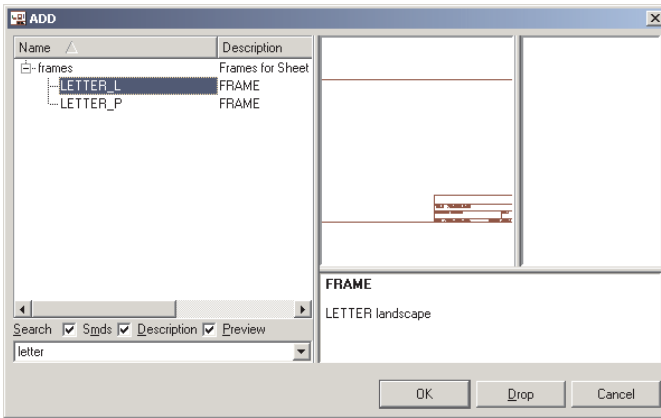 ADD
Name Description
frames Frames for Sheet
LETTER_L FRAME
LETTER_P FRAME
FRAME
LETTER landscape
Search Smds Description Preview
letter
OK Drop Cancel